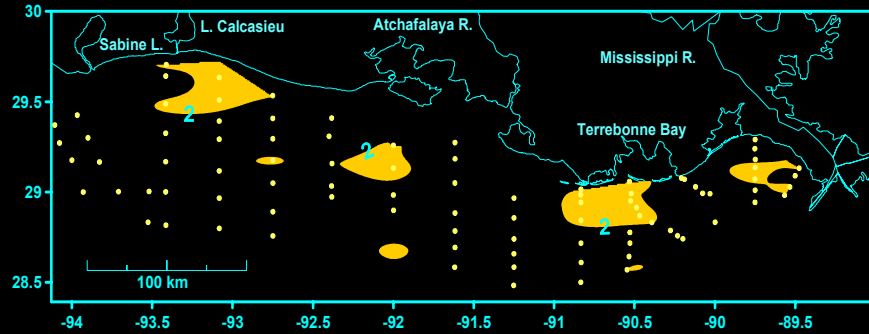 30
L. Calcasieu
Atchafalaya R.
Sabine L.
Mississippi R.
29.5
2
Terrebonne Bay
2
29
2
100 km
28.5
-94 -93.5 -93 -92.5 -92 -91.5 -91 -90.5 -90 -89.5